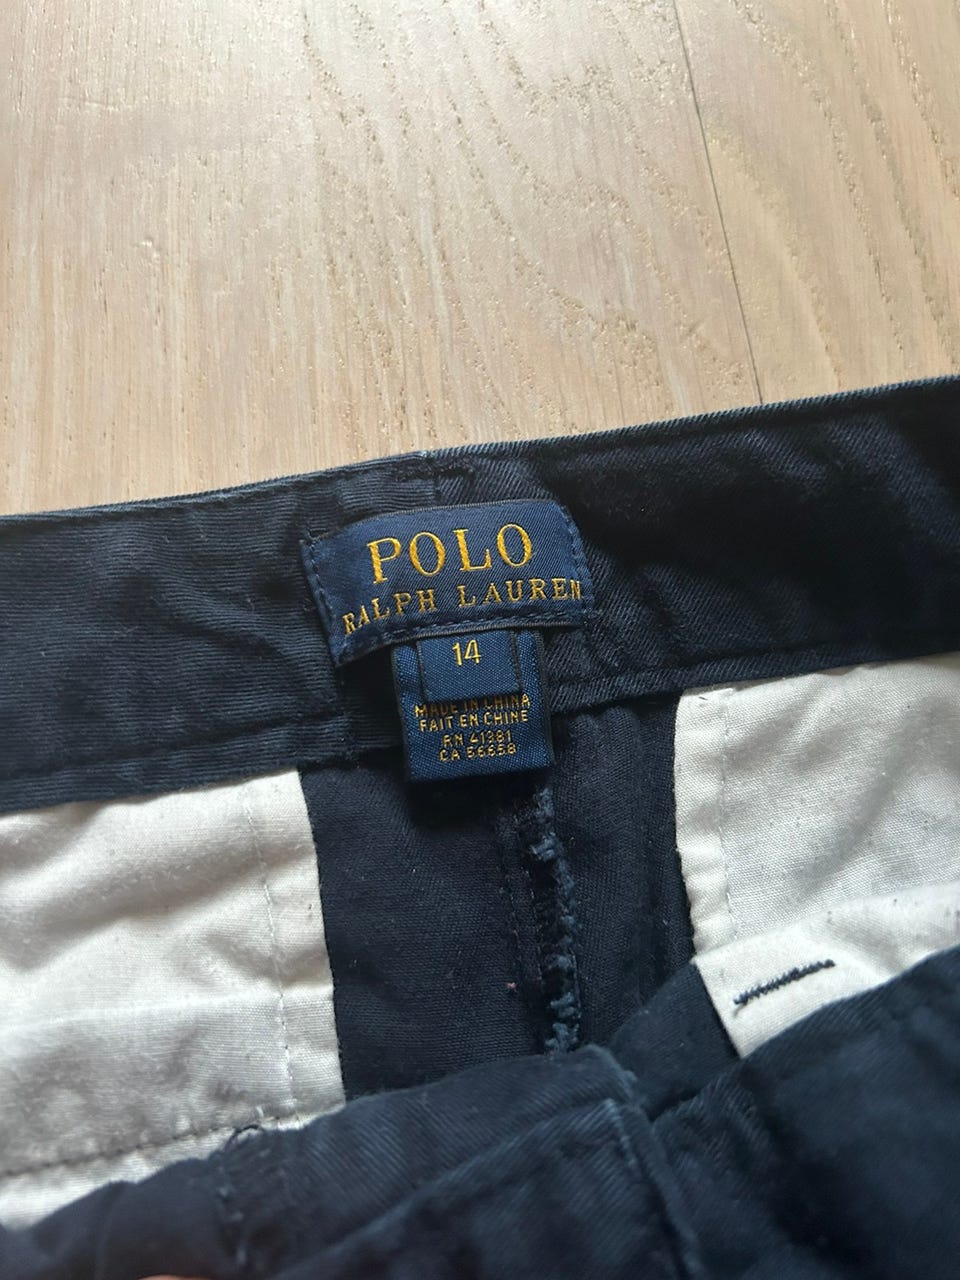 POLO
RALPH LAUREN
14
MADE IN CHINA
FAIT EN CHINE
RN 41381
CA 56658